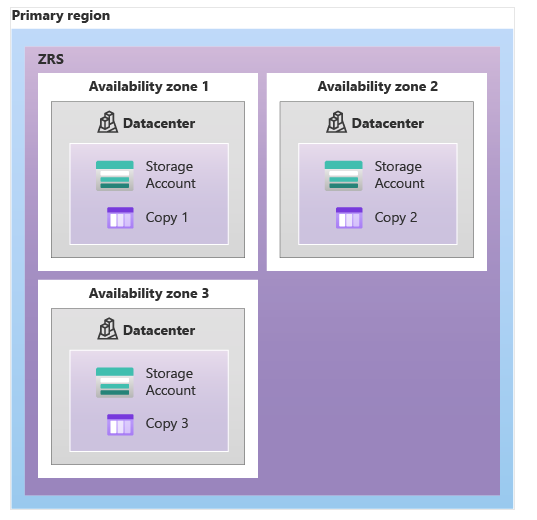 Primary region
ZRS
Availability zone 1
Datacenter
Storage
Account
Copy 1
Availability zone 2
Datacenter
Storage
Account
Copy 2
Availability zone 3
Datacenter
Storage
Account
Copy 3